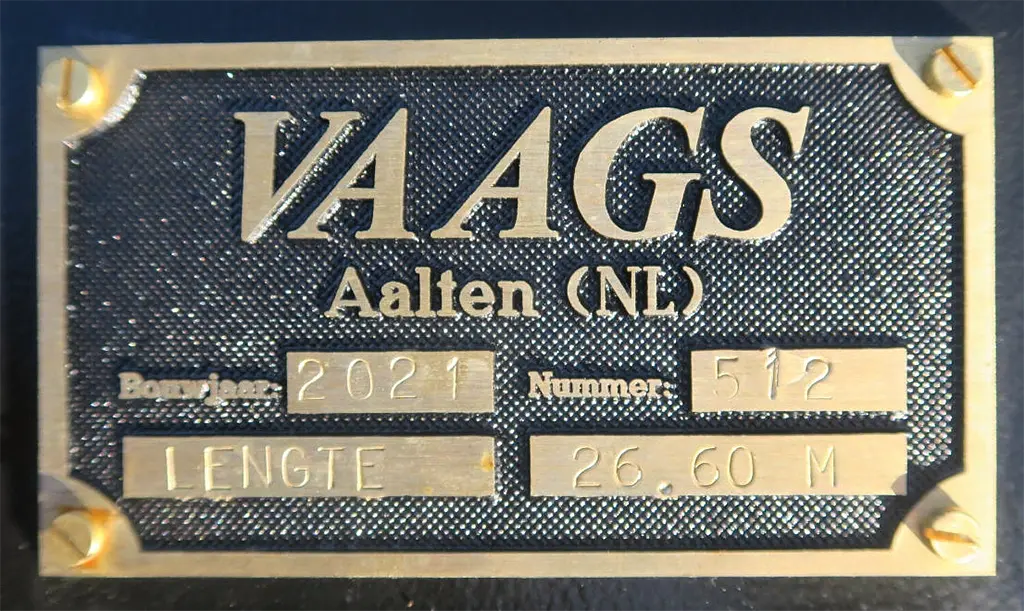 VAAGS
Aalten (NL)
Bouwjaar: 2021 Nummer: 512
LENGTE 26.60 M